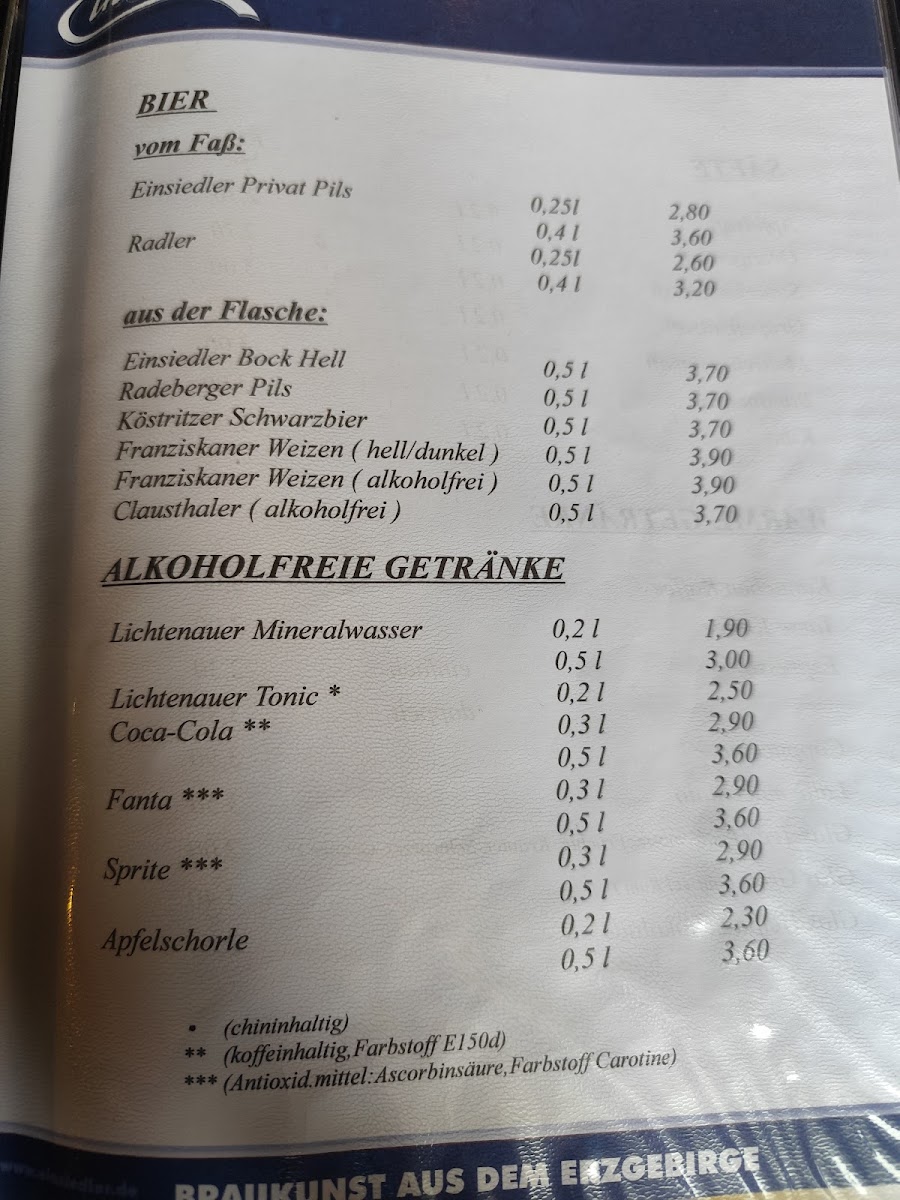 BIER
vom Faß:
Einsiedler Privat Pils 0,25l 2,80
0,4 l 3,60
Radler 0,25l 2,60
0,4 l 3,20
aus der Flasche:
Einsiedler Bock Hell 0,5 l 3,70
Radeberger Pils 0,5 l 3,70
Köstritzer Schwarzbier 0,5 l 3,70
Franziskaner Weizen ( hell/dunkel ) 0,5 l 3,90
Franziskaner Weizen ( alkoholfrei ) 0,5 l 3,90
Clausthaler ( alkoholfrei ) 0,5 l 3,70
ALKOHOLFREIE GETRÄNKE
Lichtenauer Mineralwasser 0,2 l 1,90
0,5 l 3,00
Lichtenauer Tonic * 0,2 l 2,50
Coca-Cola ** 0,3 l 2,90
0,5 l 3,60
Fanta *** 0,3 l 2,90
0,5 l 3,60
Sprite *** 0,3 l 2,90
0,5 l 3,60
Apfelschorle 0,2 l 2,30
0,5 l 3,60
• (chininhaltig)
** (koffeinhaltig,Farbstoff E150d)
*** (Antioxid.mittel:Ascorbinsäure,Farbstoff Carotine)
BRAUKUNST AUS DEM ERZGEBIRGE